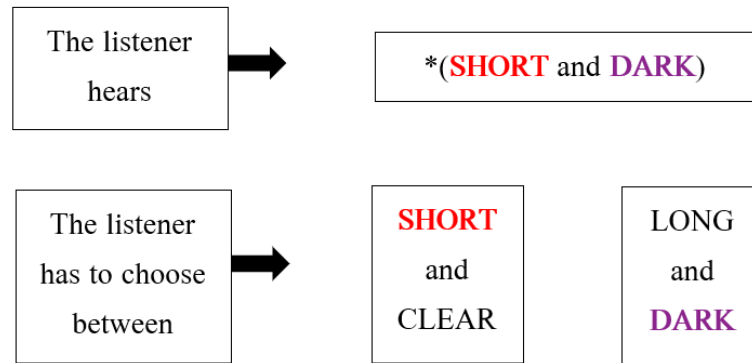 The listener
hears
*(SHORT and DARK)
The listener
has to choose
between
SHORT
and
CLEAR
LONG
and
DARK